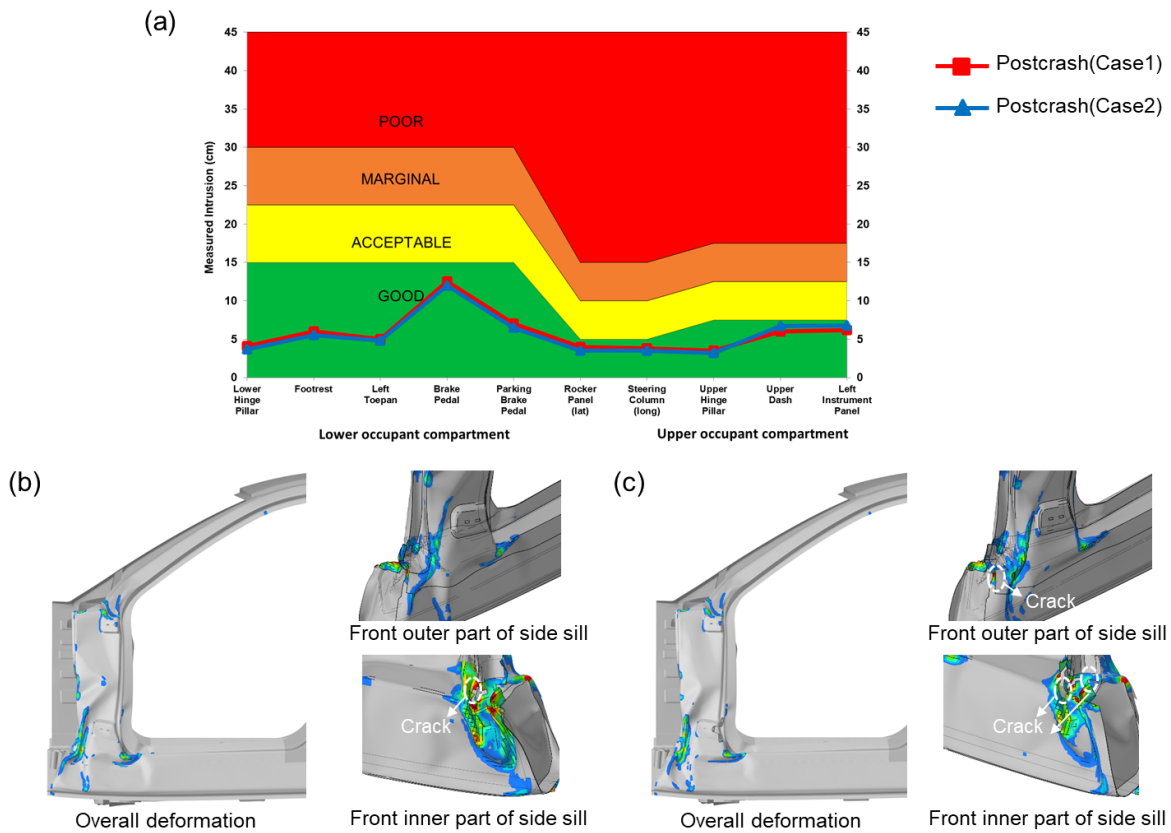 (a)
45
40
35
30
25
20
15
10
5
0
Measured Intrusion (cm)
POOR
MARGINAL
ACCEPTABLE
GOOD
45
40
35
30
25
20
15
10
5
0
Postcrash(Case1)
Postcrash(Case2)
Lower
Hinge
Pillar
Footrest
Left
Toepan
Brake
Pedal
Parking
Brake
Pedal
Rocker
Panel
(lat)
Steering
Column
(long)
Upper
Hinge
Pillar
Upper
Dash
Left
Instrument
Panel
Lower occupant compartment
Upper occupant compartment
(b)
Overall deformation
Front outer part of side sill
Crack
Front inner part of side sill
(c)
Overall deformation
Crack
Front outer part of side sill
Crack
Front inner part of side sill